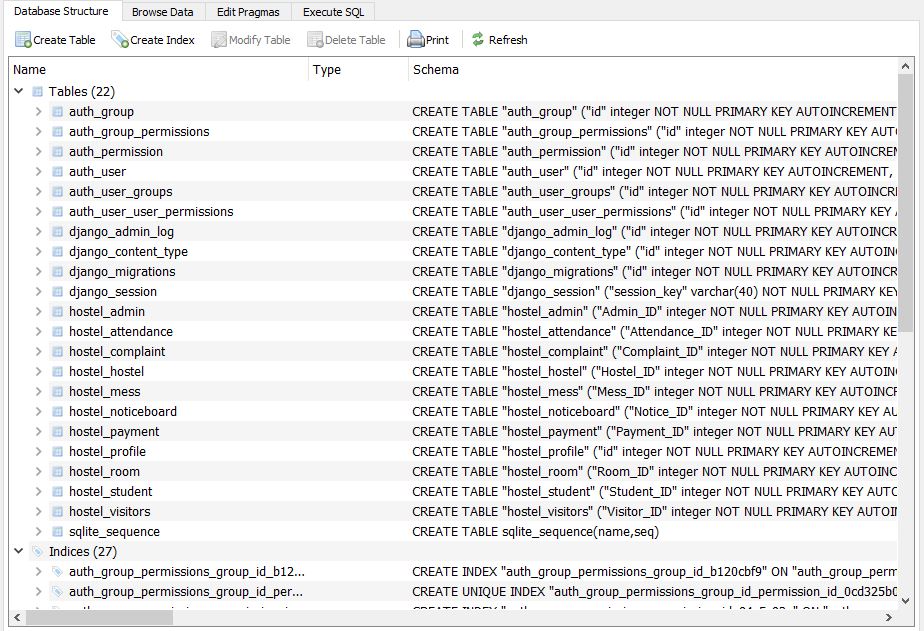 Database Structure Browse Data Edit Pragmas Execute SQL
Create Table Create Index Modify Table Delete Table Print Refresh
Name Type Schema
Tables (22)
auth_group CREATE TABLE "auth_group" ("id" integer NOT NULL PRIMARY KEY AUTOINCREMENT
auth_group_permissions CREATE TABLE "auth_group_permissions" ("id" integer NOT NULL PRIMARY KEY AUT
auth_permission CREATE TABLE "auth_permission" ("id" integer NOT NULL PRIMARY KEY AUTOINCREM
auth_user CREATE TABLE "auth_user" ("id" integer NOT NULL PRIMARY KEY AUTOINCREMENT,
auth_user_groups CREATE TABLE "auth_user_groups" ("id" integer NOT NULL PRIMARY KEY AUTOINCR
auth_user_user_permissions CREATE TABLE "auth_user_user_permissions" ("id" integer NOT NULL PRIMARY KEY
django_admin_log CREATE TABLE "django_admin_log" ("id" integer NOT NULL PRIMARY KEY AUTOINCR
django_content_type CREATE TABLE "django_content_type" ("id" integer NOT NULL PRIMARY KEY AUTOINC
django_migrations CREATE TABLE "django_migrations" ("id" integer NOT NULL PRIMARY KEY AUTOINCR
django_session CREATE TABLE "django_session" ("session_key" varchar(40) NOT NULL PRIMARY KEY
hostel_admin CREATE TABLE "hostel_admin" ("Admin_ID" integer NOT NULL PRIMARY KEY AUTOIN
hostel_attendance CREATE TABLE "hostel_attendance" ("Attendance_ID" integer NOT NULL PRIMARY KE
hostel_complaint CREATE TABLE "hostel_complaint" ("Complaint_ID" integer NOT NULL PRIMARY KEY A
hostel_hostel CREATE TABLE "hostel_hostel" ("Hostel_ID" integer NOT NULL PRIMARY KEY AUTOIN
hostel_mess CREATE TABLE "hostel_mess" ("Mess_ID" integer NOT NULL PRIMARY KEY AUTOINCR
hostel_noticeboard CREATE TABLE "hostel_noticeboard" ("Notice_ID" integer NOT NULL PRIMARY KEY AU
hostel_payment CREATE TABLE "hostel_payment" ("Payment_ID" integer NOT NULL PRIMARY KEY AUT
hostel_profile CREATE TABLE "hostel_profile" ("id" integer NOT NULL PRIMARY KEY AUTOINCREMEN
hostel_room CREATE TABLE "hostel_room" ("Room_ID" integer NOT NULL PRIMARY KEY AUTOINC
hostel_student CREATE TABLE "hostel_student" ("Student_ID" integer NOT NULL PRIMARY KEY AUTO
hostel_visitors CREATE TABLE "hostel_visitors" ("Visitor_ID" integer NOT NULL PRIMARY KEY AUTOIN
sqlite_sequence CREATE TABLE sqlite_sequence(name,seq)
Indices (27)
auth_group_permissions_group_id_b12... CREATE INDEX "auth_group_permissions_group_id_b120cbf9" ON "auth_group_perm
auth_group_permissions_group_id_per... CREATE UNIQUE INDEX "auth_group_permissions_group_id_permission_id_0cd325b0